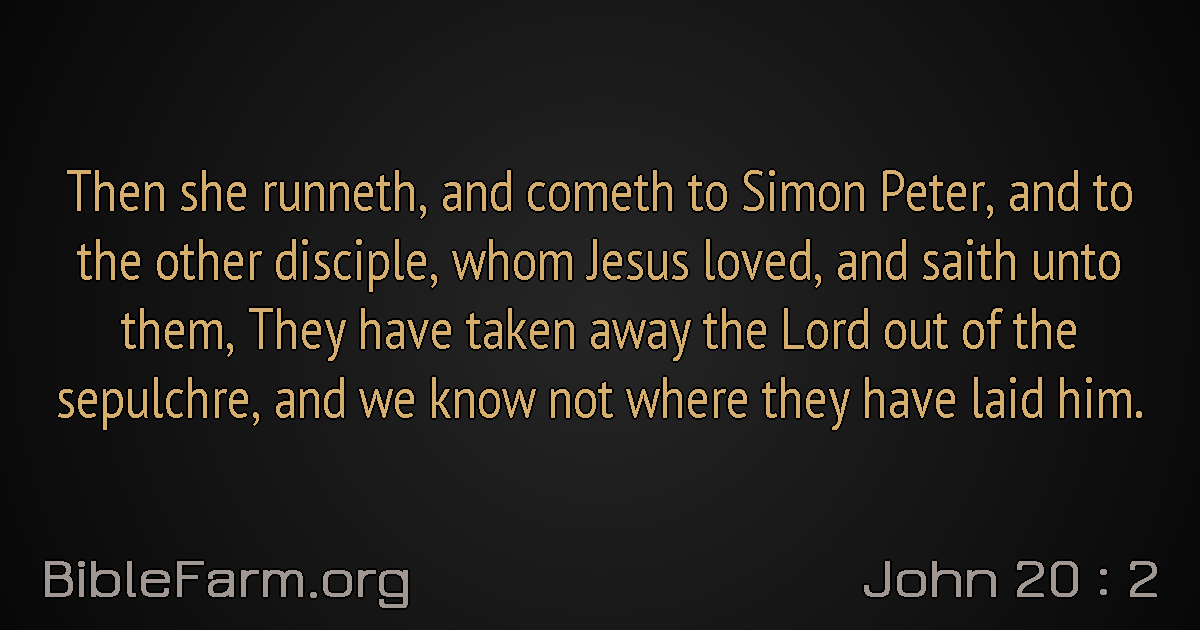 Then she runneth, and cometh to Simon Peter, and to
the other disciple, whom Jesus loved, and saith unto
them, They have taken away the Lord out of the
sepulchre, and we know not where they have laid him.
BibleFarm.org
John 20 : 2